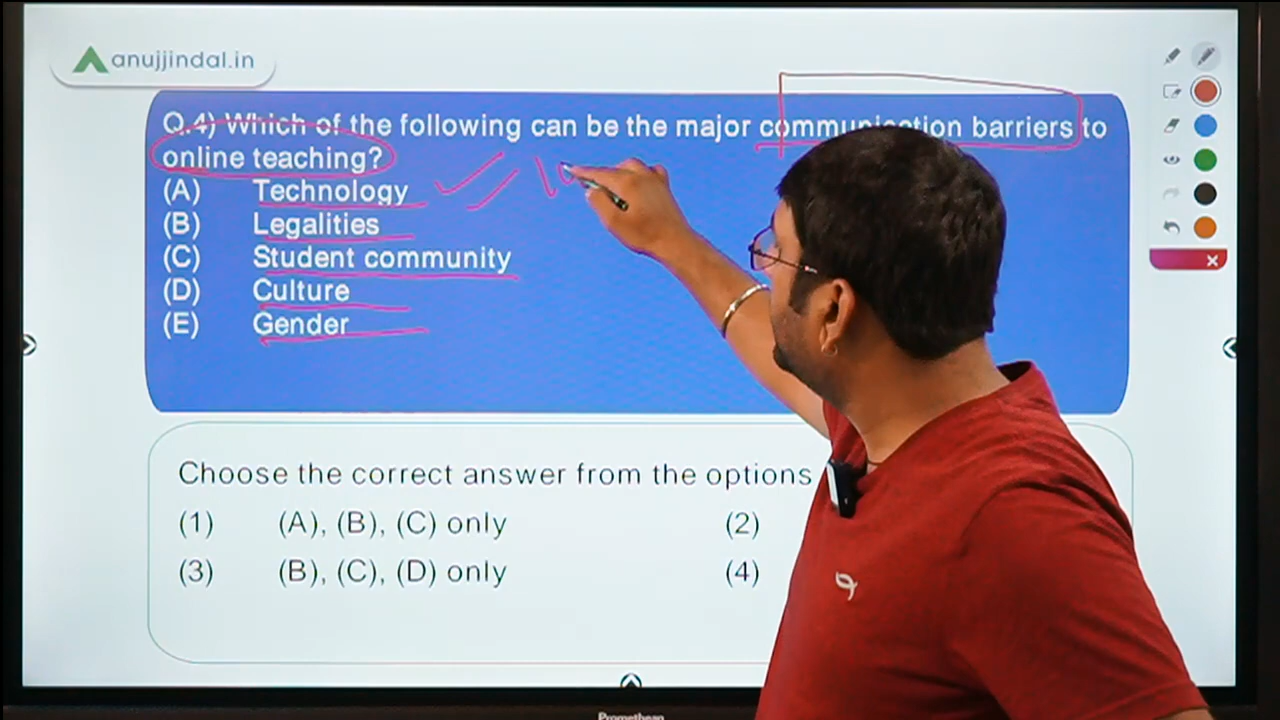 anujjindal.in
Q.4) Which of the following can be the major communication barriers to
online teaching?
(A) Technology
(B) Legalities
(C) Student community
(D) Culture
(E) Gender
Choose the correct answer from the options
(1) (A), (B), (C) only (2)
(3) (B), (C), (D) only (4)
Promethean